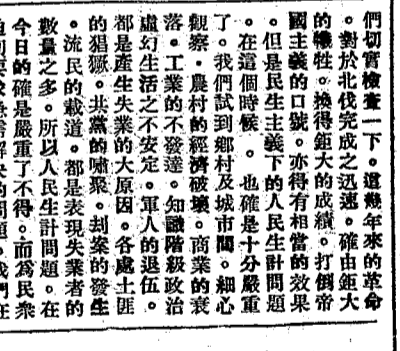 們切實檢查一下。這幾年來的革命
。對於北伐完成之迅速。確由鉅大
的犧牲。換得鉅大的成績。打倒帝
國主義的口號。亦得有相當的效果
。但是民生主義下的人民生計問題
。在這個時候。也確是十分嚴重
了。我們試到鄉村及城市間。細心
觀察。農村的經濟破壞。商業的衰
落。工業的不發達。知識階級政治
虛幻生活之不安定。軍人的退伍。
都是產生失業的大原因。各處土匪
的猖獗。共黨的嘯聚。刦案的發生
。流民的載道。都是表現失業者的
數量之多。所以人民生計問題。在
今日的確是嚴重了不得。而爲民衆
解決的問題。我們在